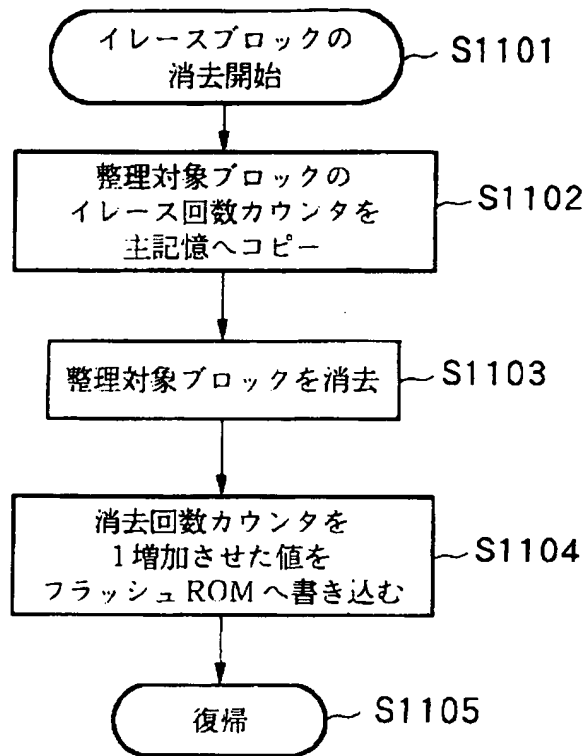 イレースブロックの
消去開始
S1101
整理対象ブロックの
イレース回数カウンタを
主記憶へコピー
S1102
整理対象ブロックを消去
S1103
消去回数カウンタを
1増加させた値を
フラッシュROMへ書き込む
S1104
復帰
S1105